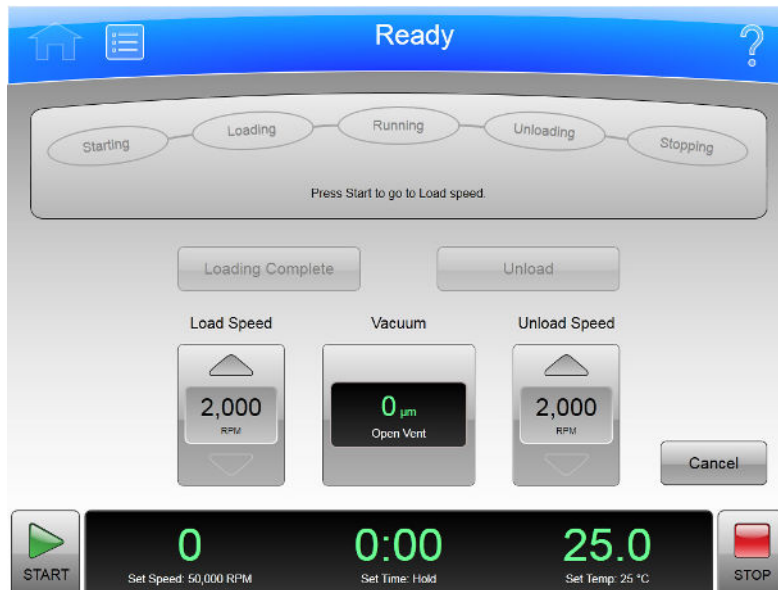 Ready
?
Starting
Loading
Running
Unloading
Stopping
Press Start to go to Load speed.
Loading Complete
Unload
Load Speed
Vacuum
Unload Speed
2,000
RPM
0 µm
Open Vent
2,000
RPM
Cancel
START
0
Set Speed: 50,000 RPM
0:00
Set Time: Hold
25.0
Set Temp: 25 °C
STOP